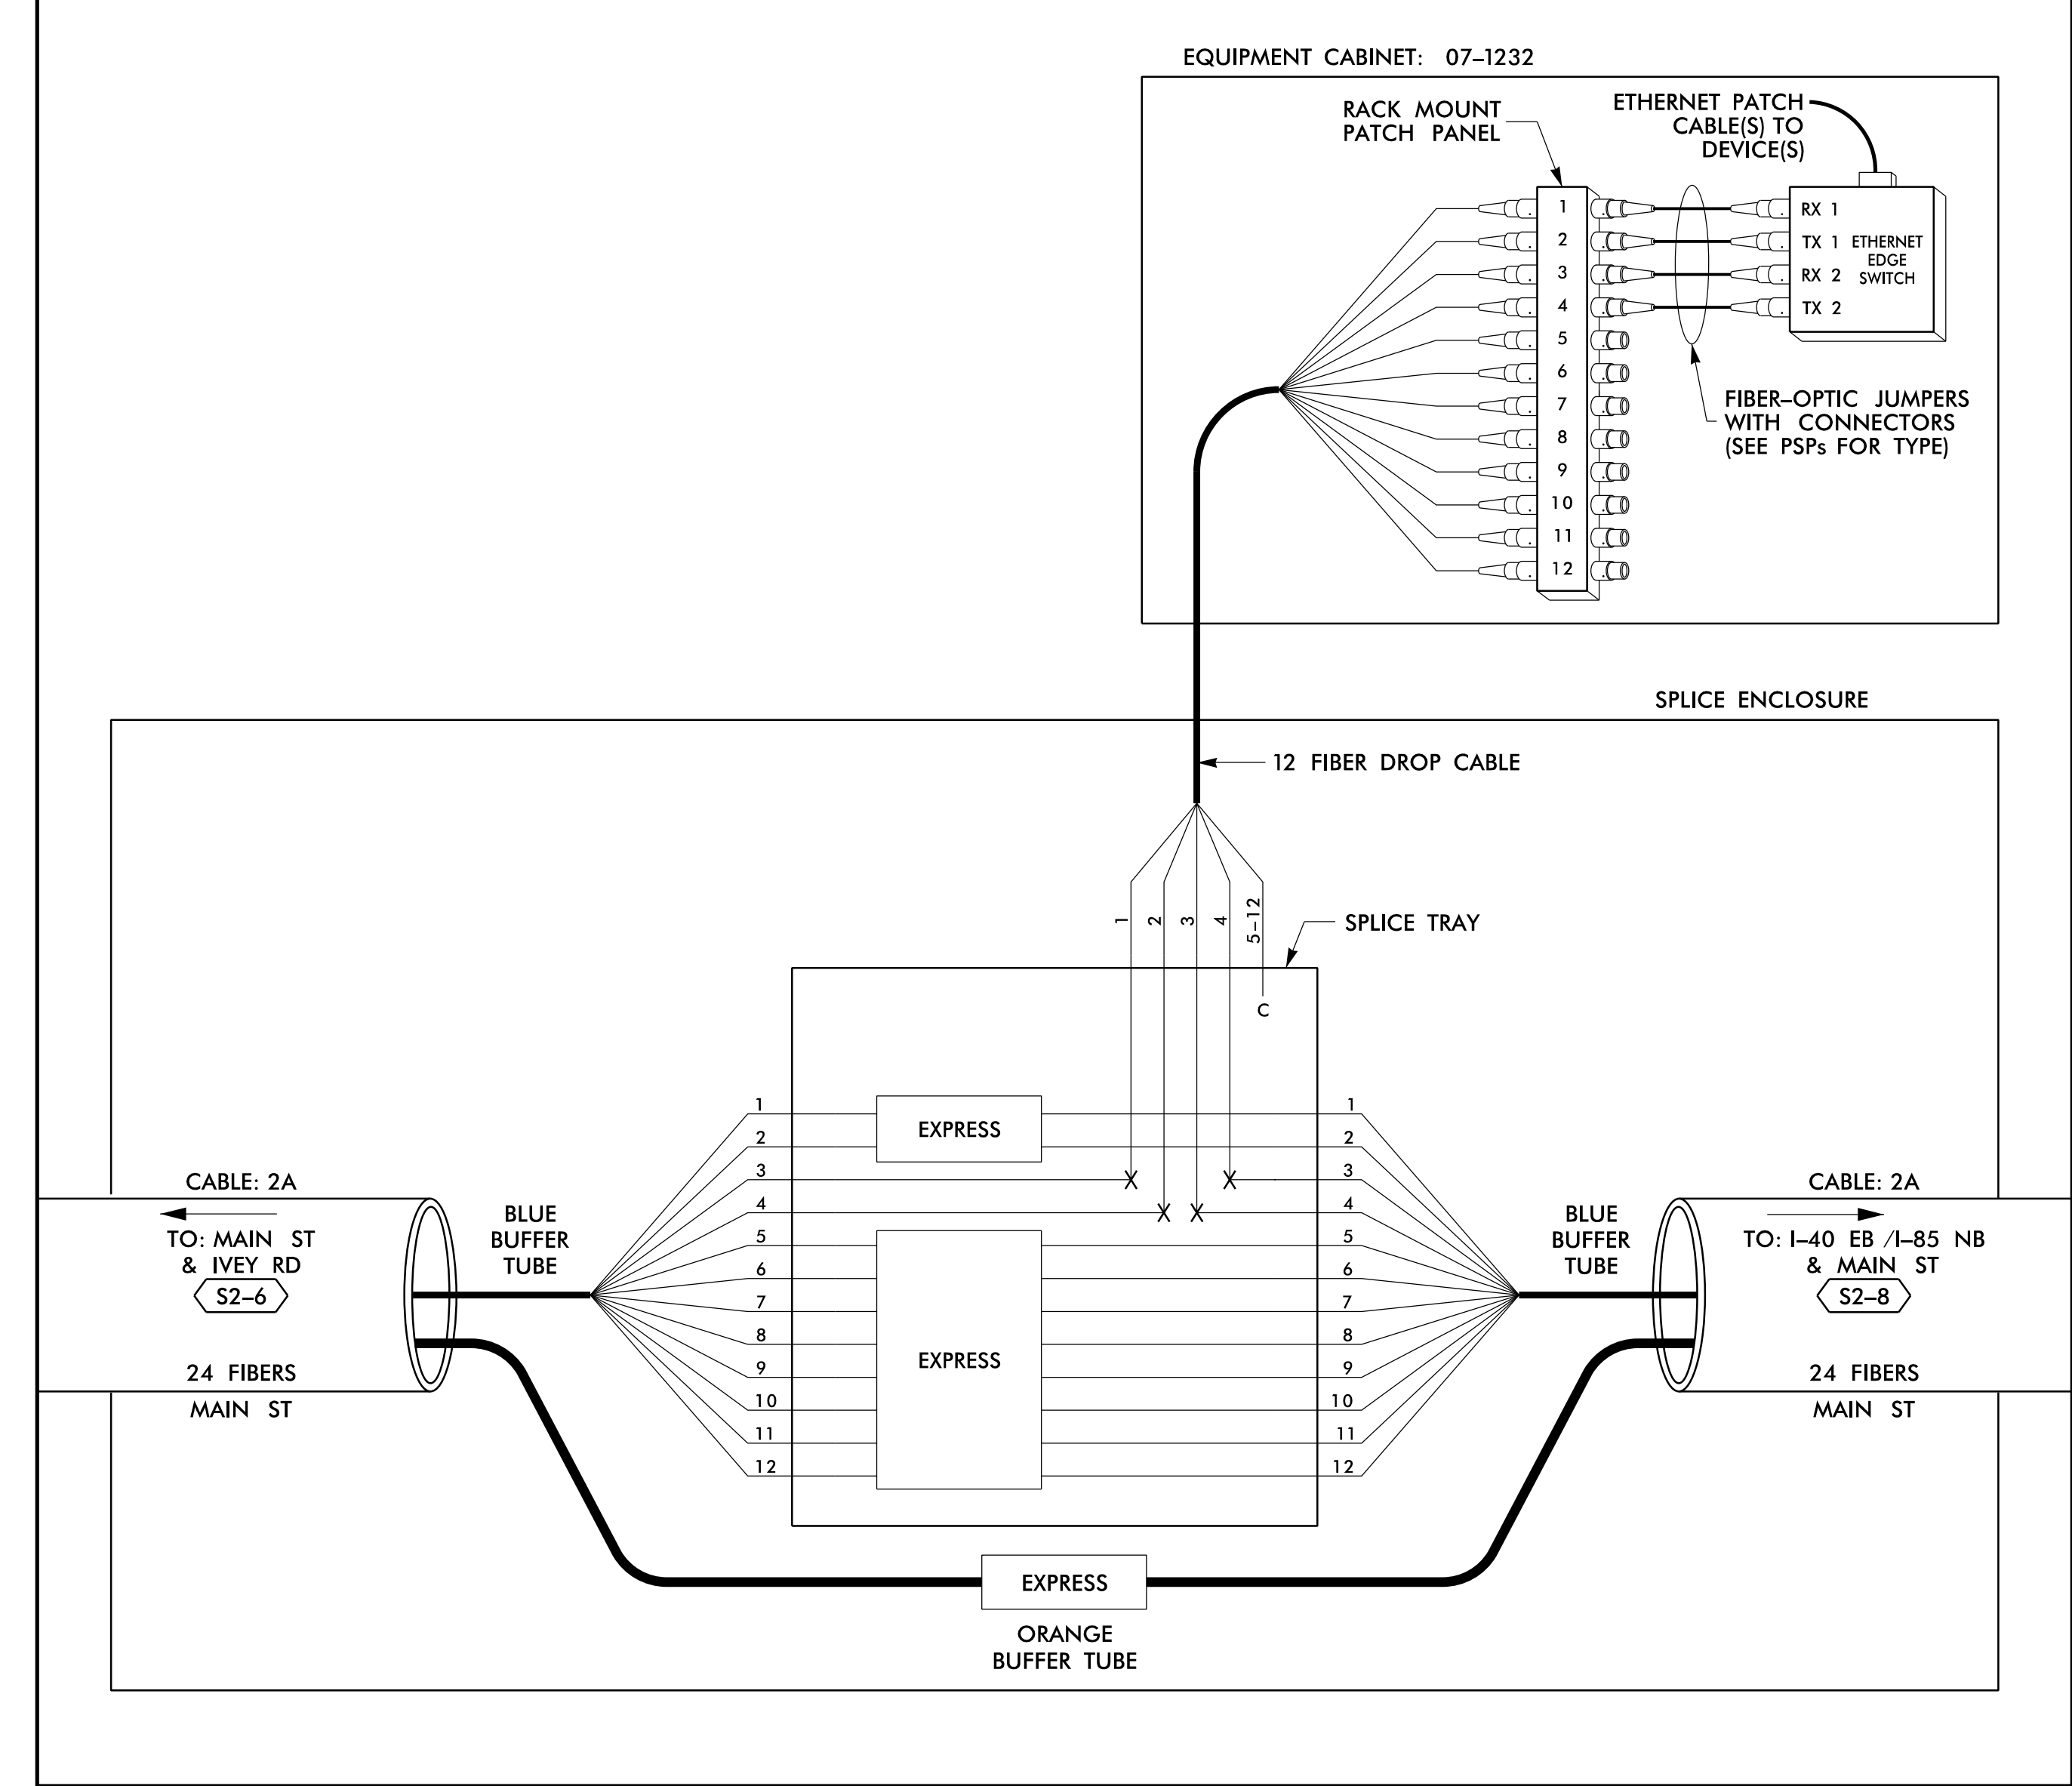 EQUIPMENT CABINET: 07–1232
RACK MOUNT
PATCH PANEL
ETHERNET PATCH
CABLE(S) TO
DEVICE(S)
1
2
3
4
5
6
7
8
9
10
11
12
RX 1
TX 1
RX 2
TX 2
ETHERNET
EDGE
SWITCH
FIBER–OPTIC JUMPERS
WITH CONNECTORS
(SEE PSPs FOR TYPE)
SPLICE ENCLOSURE
12 FIBER DROP CABLE
1
2
3
4
5–12
SPLICE TRAY
C
CABLE: 2A
TO: MAIN ST
& IVEY RD
S2–6
24 FIBERS
MAIN ST
BLUE
BUFFER
TUBE
1
2
3
4
5
6
7
8
9
10
11
12
EXPRESS
EXPRESS
1
2
3
4
5
6
7
8
9
10
11
12
BLUE
BUFFER
TUBE
CABLE: 2A
TO: I–40 EB /I–85 NB
& MAIN ST
S2–8
24 FIBERS
MAIN ST
EXPRESS
ORANGE
BUFFER TUBE